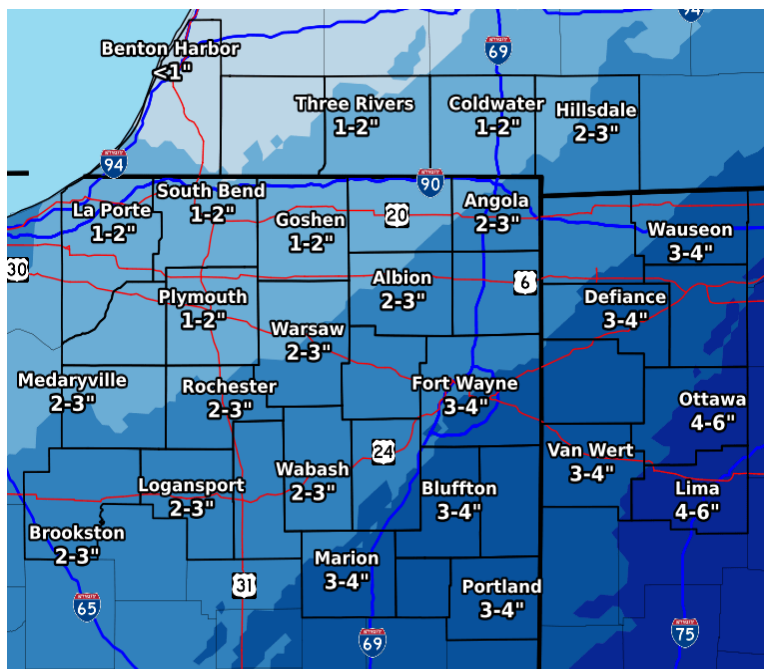 94
Benton Harbor
<1"
69
Three Rivers
1-2"
Coldwater
1-2"
Hillsdale
2-3"
94
90
South Bend
1-2"
La Porte
1-2"
Goshen
1-2"
20
Angola
2-3"
Wauseon
3-4"
30
Plymouth
1-2"
Albion
2-3"
6
Defiance
3-4"
Warsaw
2-3"
Medaryville
2-3"
Rochester
2-3"
Fort Wayne
3-4"
Ottawa
4-6"
24
Van Wert
3-4"
Wabash
2-3"
Logansport
2-3"
Bluffton
3-4"
Lima
4-6"
Brookston
2-3"
Marion
3-4"
31
Portland
3-4"
65
69
75